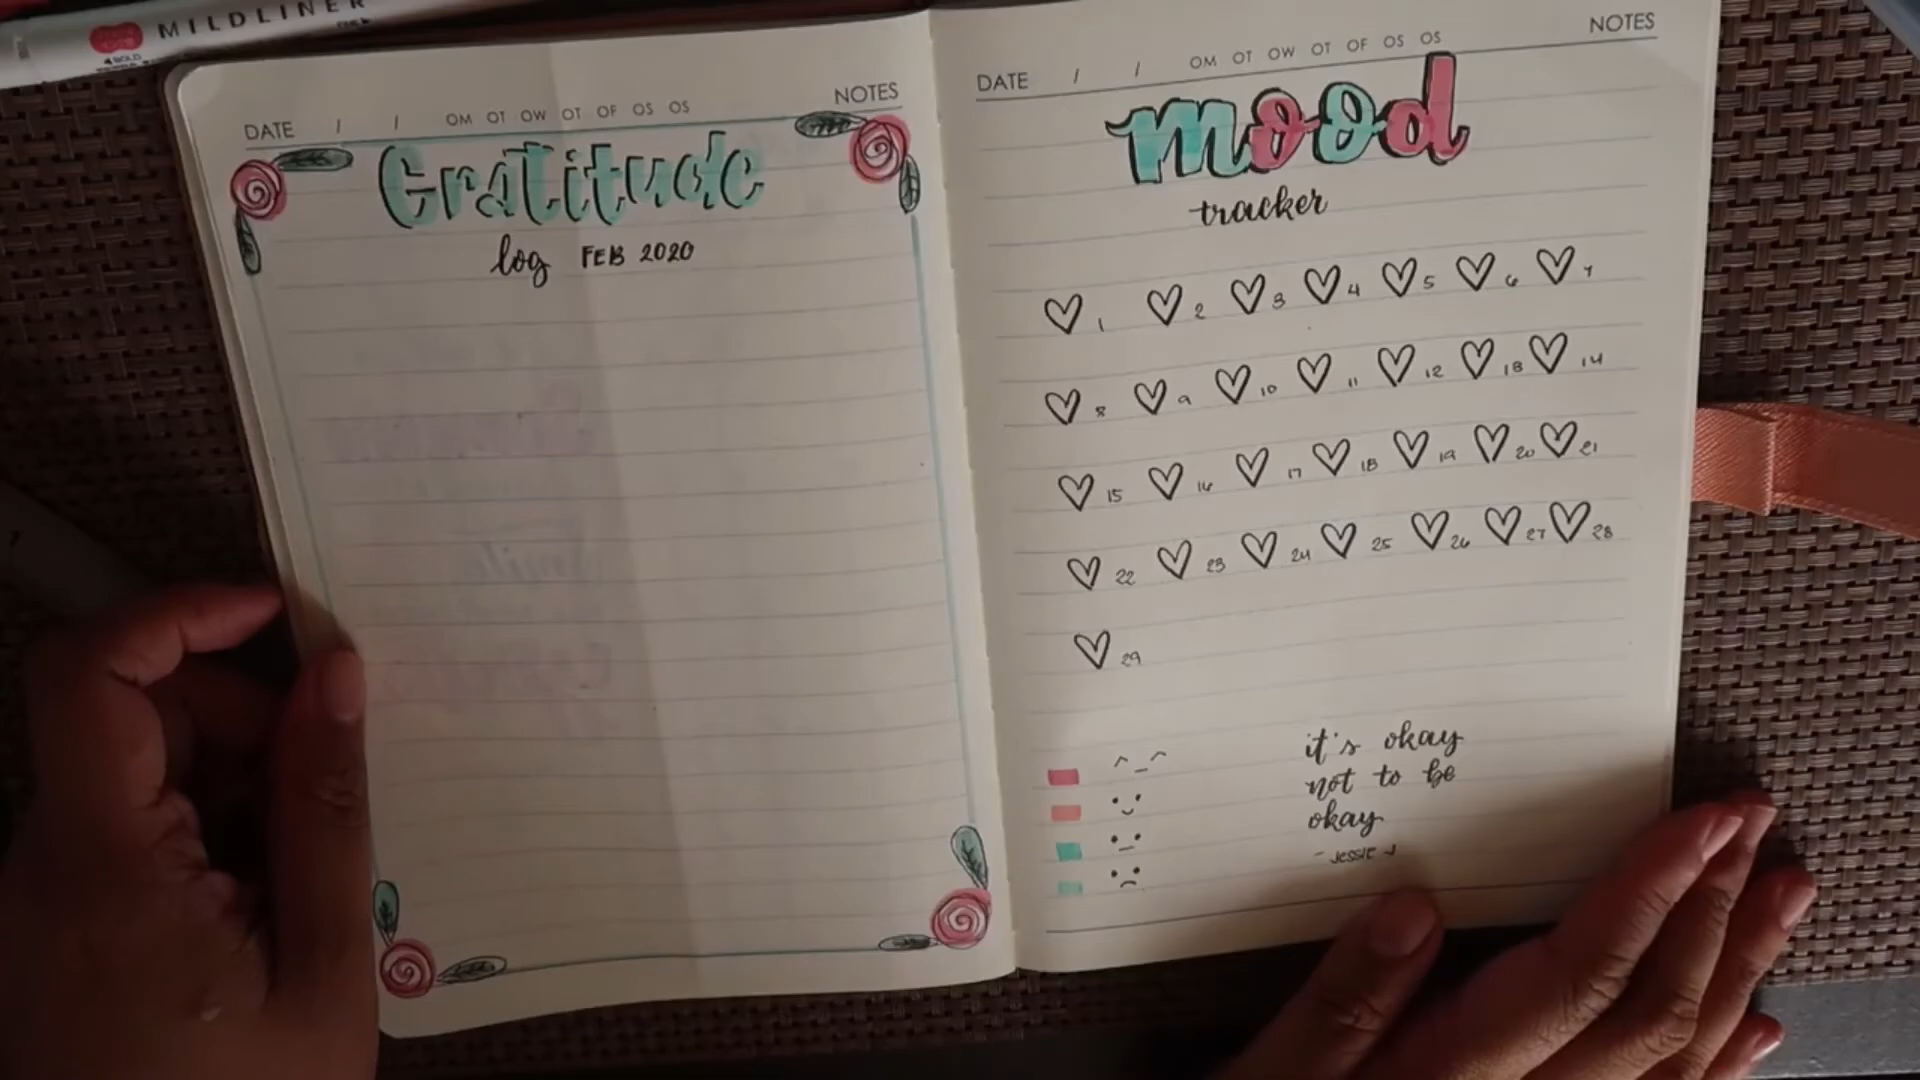 MILDLINER
BOLD
DATE / / OM OT OW OT OF OS OS NOTES
Gratitude
log FEB 2020
DATE / / OM OT OW OT OF OS OS NOTES
mood
tracker
1 2 3 4 5 6 7
8 9 10 11 12 13 14
15 16 17 18 19 20 21
22 23 24 25 26 27 28
29
it's okay
not to be
okay
- JESSIE J